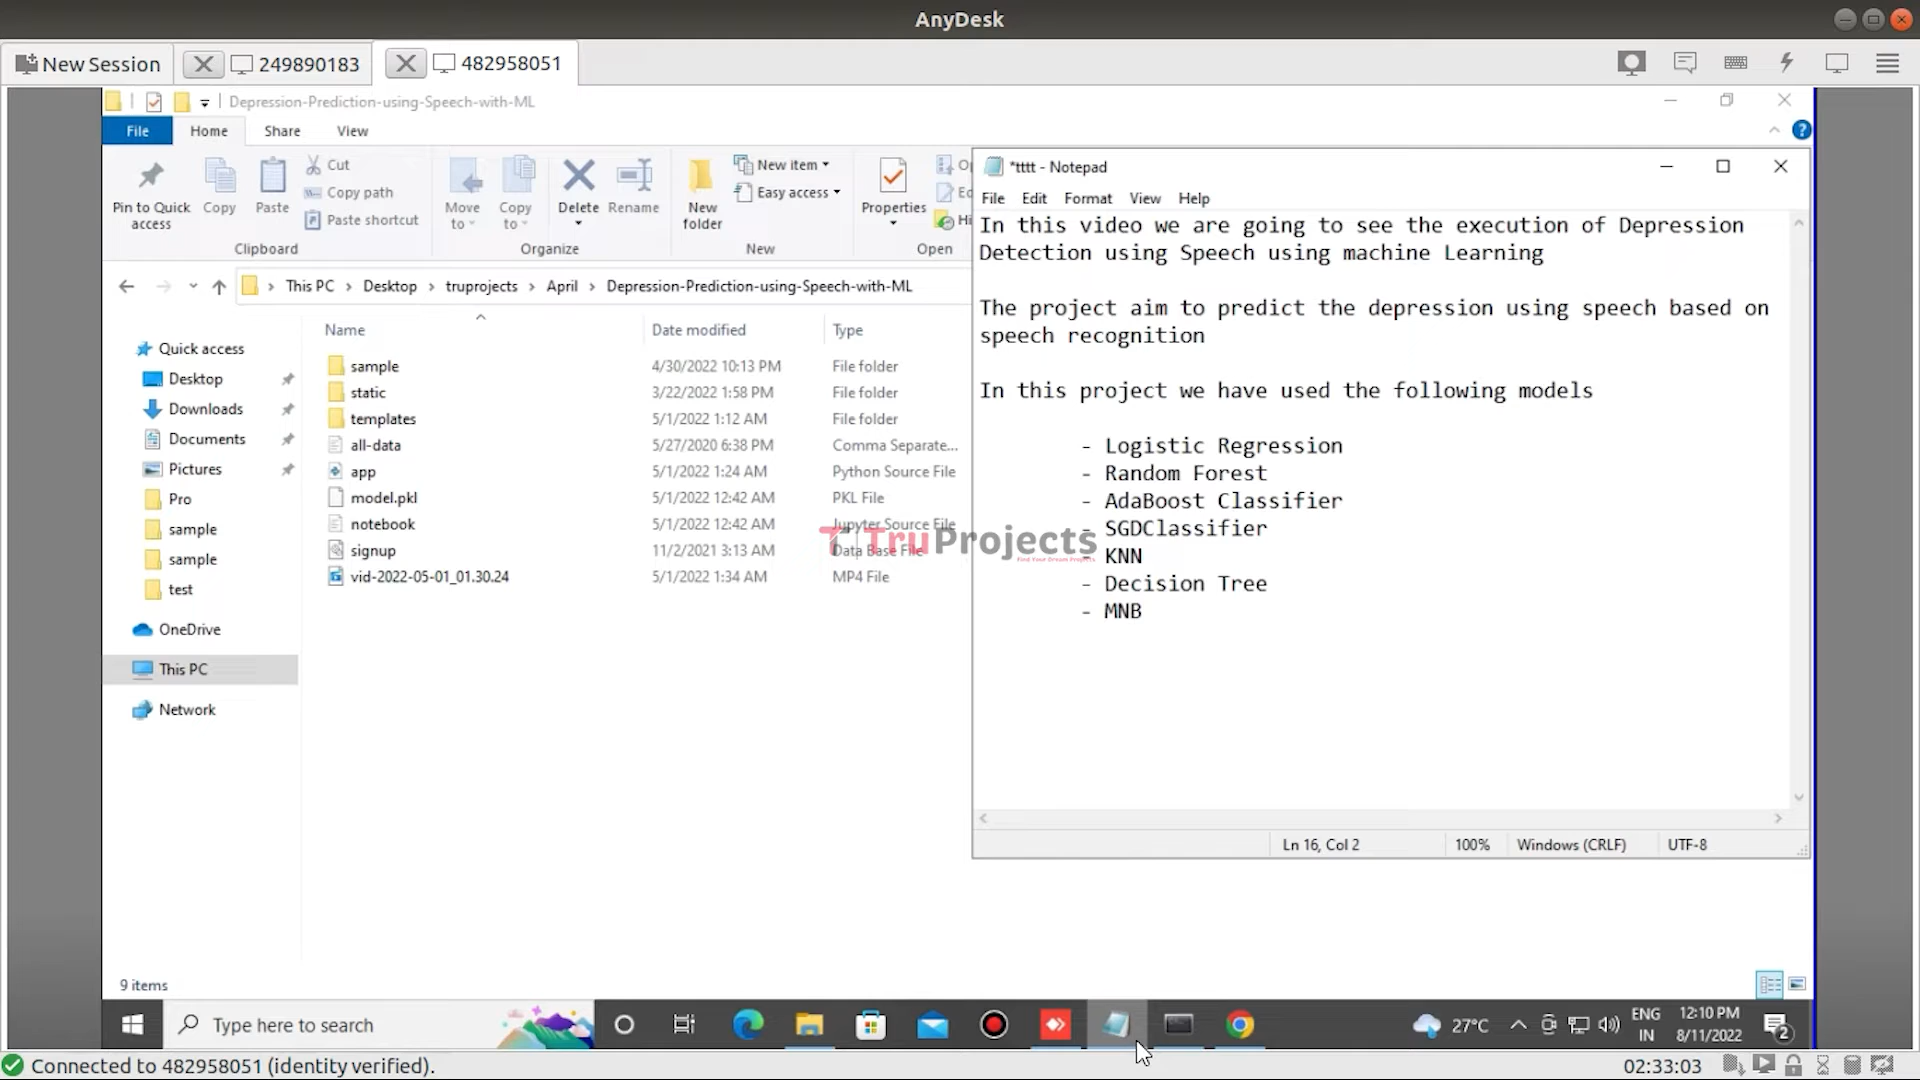 AnyDesk
New Session
249890183
482958051
Depression-Prediction-using-Speech-with-ML
File Home Share View
Pin to Quick access
Copy
Paste
Cut
Copy path
Paste shortcut
Clipboard
Move to
Copy to
Delete
Rename
Organize
New folder
New item
Easy access
New
Properties
Open
This PC > Desktop > truprojects > April > Depression-Prediction-using-Speech-with-ML
Quick access
Desktop
Downloads
Documents
Pictures
Pro
sample
sample
test
OneDrive
This PC
Network
Name Date modified Type
sample 4/30/2022 10:13 PM File folder
static 3/22/2022 1:58 PM File folder
templates 5/1/2022 1:12 AM File folder
all-data 5/27/2020 6:38 PM Comma Separate...
app 5/1/2022 1:24 AM Python Source File
model.pkl 5/1/2022 12:42 AM PKL File
notebook 5/1/2022 12:42 AM Jupyter Source File
signup 11/2/2021 3:13 AM Data Base File
vid-2022-05-01_01.30.24 5/1/2022 1:34 AM MP4 File
TruProjects
Find Your Dream Projects
*tttt - Notepad
File Edit Format View Help
In this video we are going to see the execution of Depression
Detection using Speech using machine Learning
The project aim to predict the depression using speech based on
speech recognition
In this project we have used the following models
- Logistic Regression
- Random Forest
- AdaBoost Classifier
- SGDClassifier
- KNN
- Decision Tree
- MNB
Ln 16, Col 2 100% Windows (CRLF) UTF-8
9 items
Type here to search
27°C
ENG
IN
12:10 PM
8/11/2022
2
Connected to 482958051 (identity verified).
02:33:03